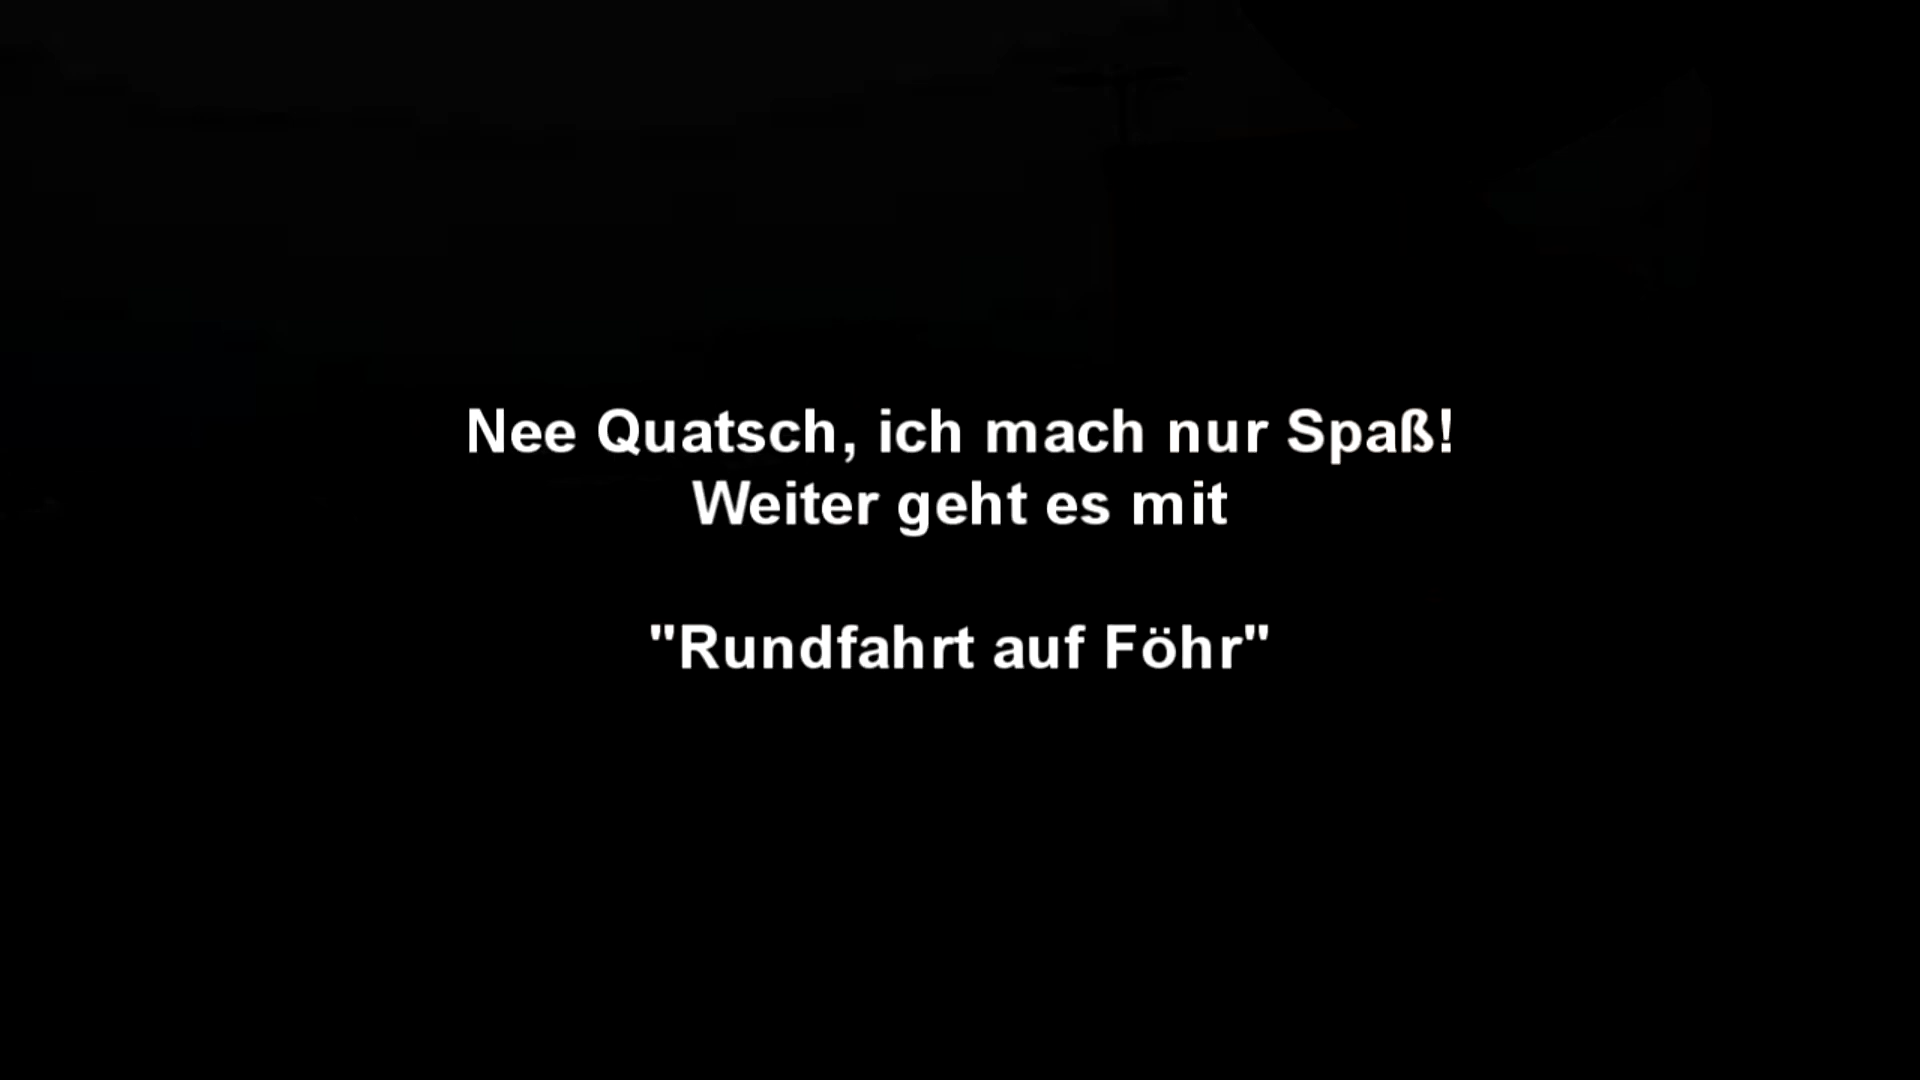 Nee Quatsch, ich mach nur Spaß!
Weiter geht es mit
"Rundfahrt auf Föhr"